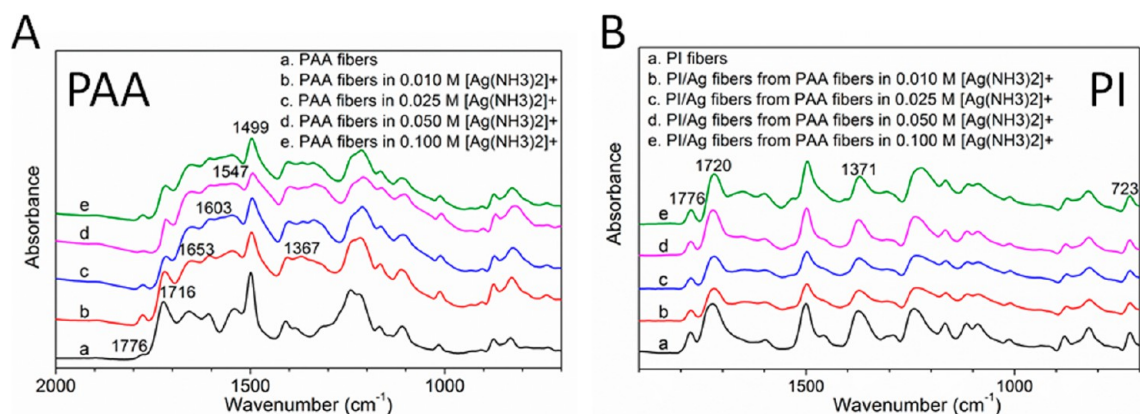 A
PAA
a. PAA fibers
b. PAA fibers in 0.010 M [Ag(NH3)2]+
c. PAA fibers in 0.025 M [Ag(NH3)2]+
d. PAA fibers in 0.050 M [Ag(NH3)2]+
e. PAA fibers in 0.100 M [Ag(NH3)2]+
1499
1547
1603
1653
1367
1716
1776
e
d
c
b
a
Absorbance
2000 1500 1000
Wavenumber (cm⁻¹)
B
PI
a. PI fibers
b. PI/Ag fibers from PAA fibers in 0.010 M [Ag(NH3)2]+
c. PI/Ag fibers from PAA fibers in 0.025 M [Ag(NH3)2]+
d. PI/Ag fibers from PAA fibers in 0.050 M [Ag(NH3)2]+
e. PI/Ag fibers from PAA fibers in 0.100 M [Ag(NH3)2]+
1720
1371
1776
723
e
d
c
b
a
Absorbance
1500 1000
Wavenumber (cm⁻¹)